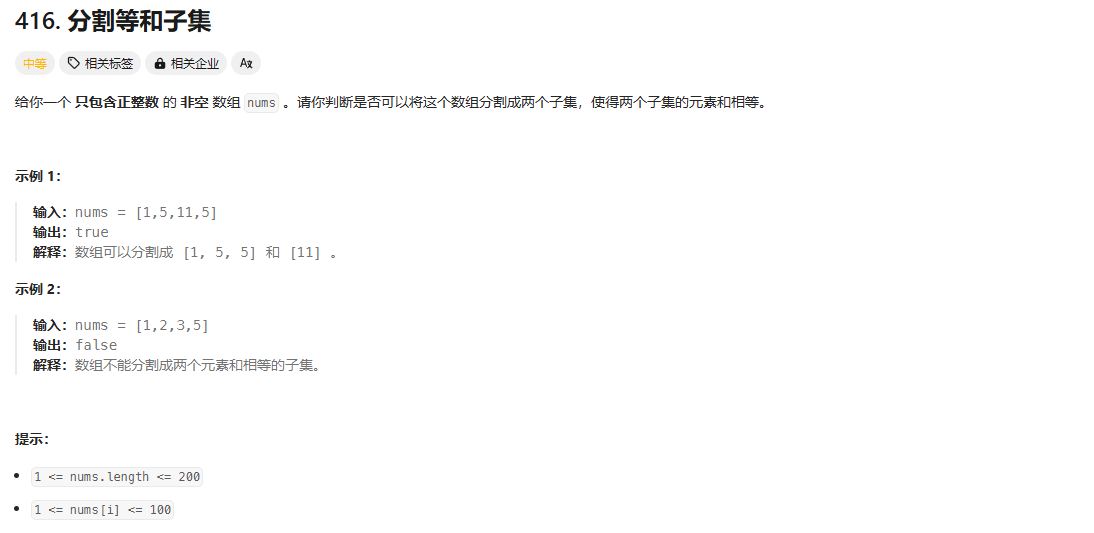 416. 分割等和子集
中等 相关标签 相关企业 Aあ
给你一个 只包含正整数 的 非空 数组 nums 。请你判断是否可以将这个数组分割成两个子集，使得两个子集的元素和相等。
示例 1：
输入：nums = [1,5,11,5]
输出：true
解释：数组可以分割成 [1, 5, 5] 和 [11] 。
示例 2：
输入：nums = [1,2,3,5]
输出：false
解释：数组不能分割成两个元素和相等的子集。
提示：
1 <= nums.length <= 200
1 <= nums[i] <= 100